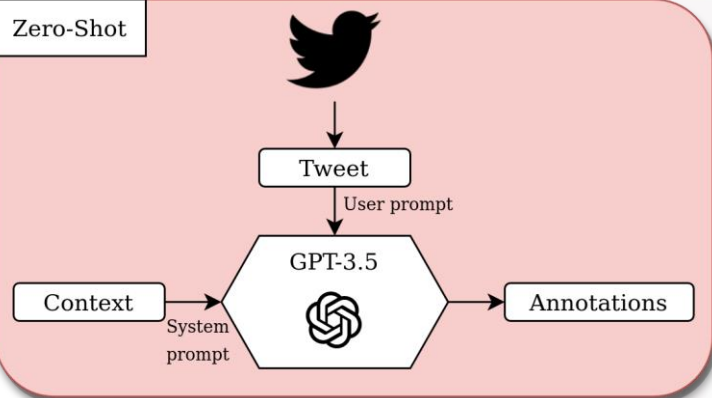 Zero-Shot
Tweet
User prompt
GPT-3.5
Context
Annotations
System
prompt